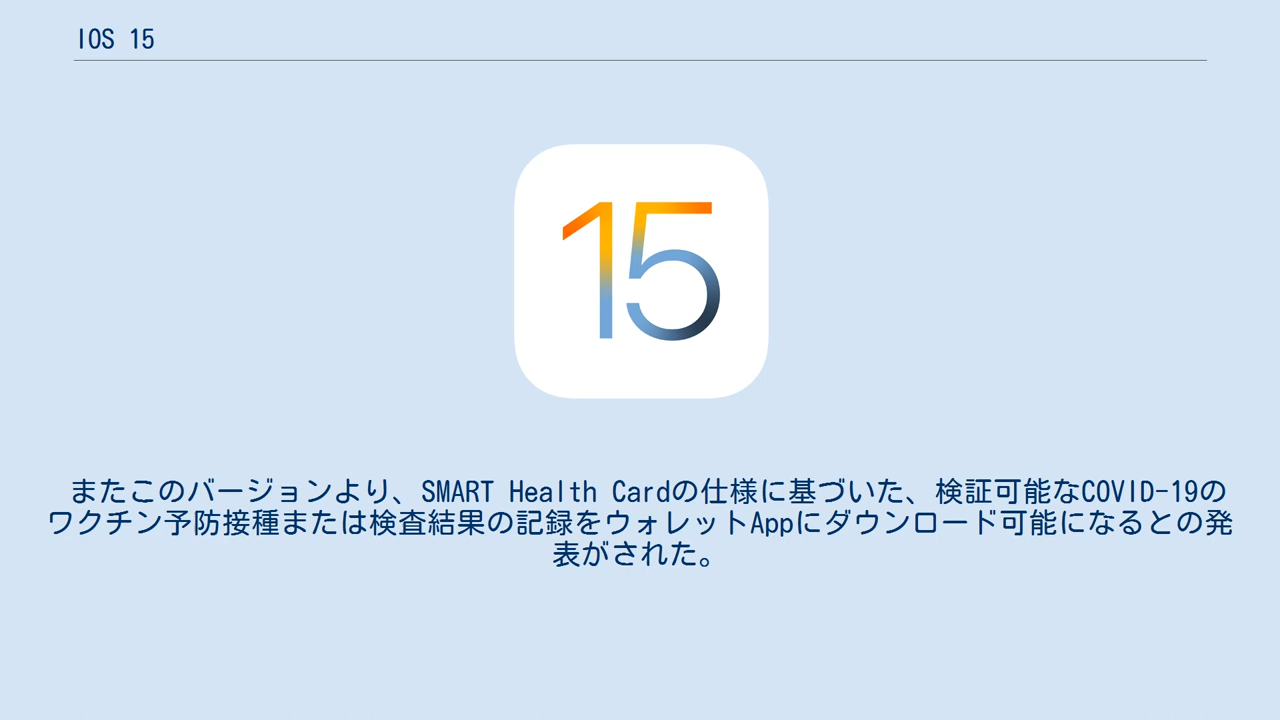 IOS 15
15
またこのバージョンより、SMART Health Cardの仕様に基づいた、検証可能なCOVID-19の
ワクチン予防接種または検査結果の記録をウォレットAppにダウンロード可能になるとの発
表がされた。